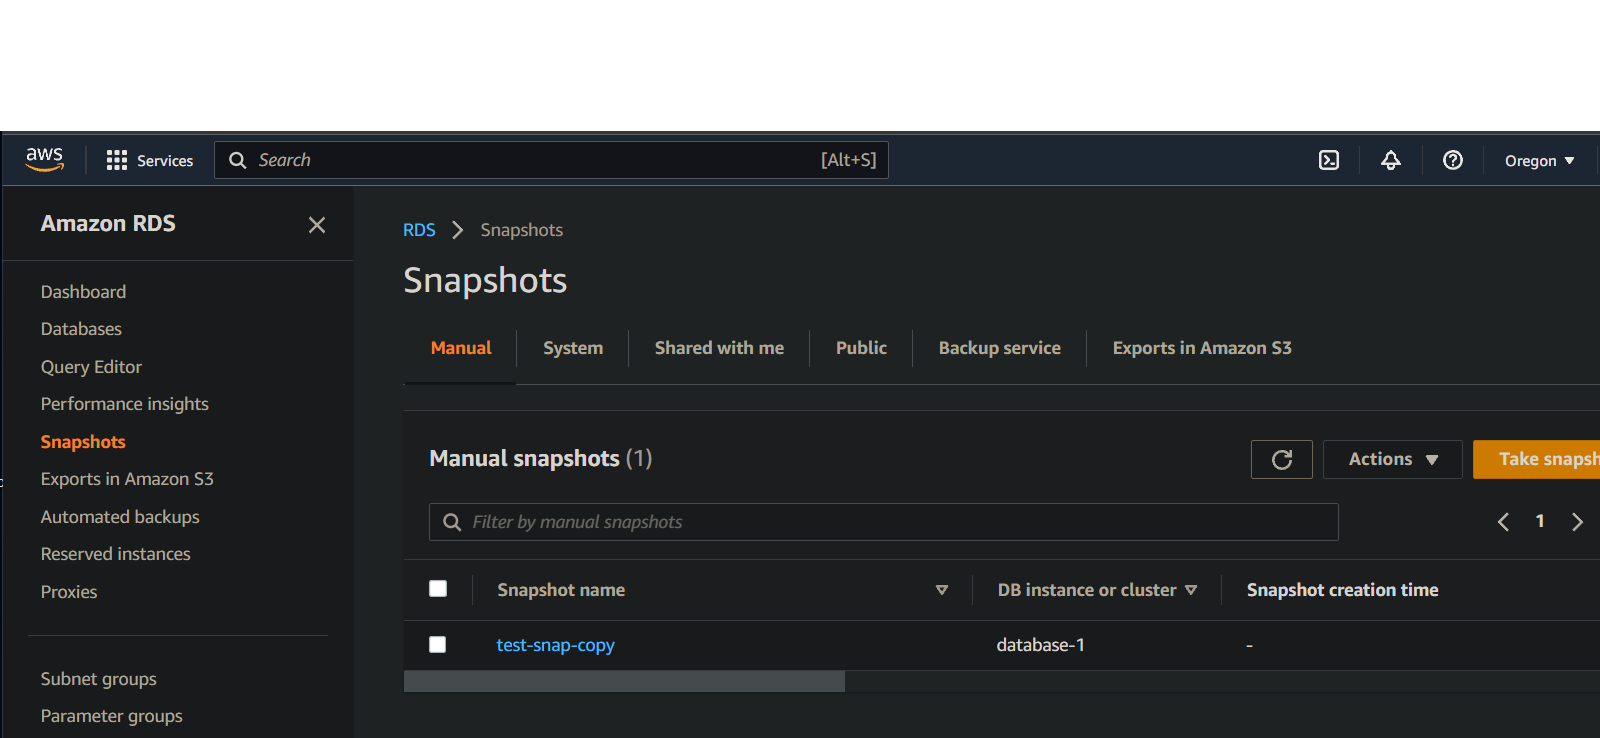 aws Services Search [Alt+S] Oregon
Amazon RDS
Dashboard
Databases
Query Editor
Performance insights
Snapshots
Exports in Amazon S3
Automated backups
Reserved instances
Proxies
Subnet groups
Parameter groups
RDS Snapshots
Snapshots
Manual System Shared with me Public Backup service Exports in Amazon S3
Manual snapshots (1) Actions Take snapsh
Filter by manual snapshots 1
Snapshot name DB instance or cluster Snapshot creation time
test-snap-copy database-1 -